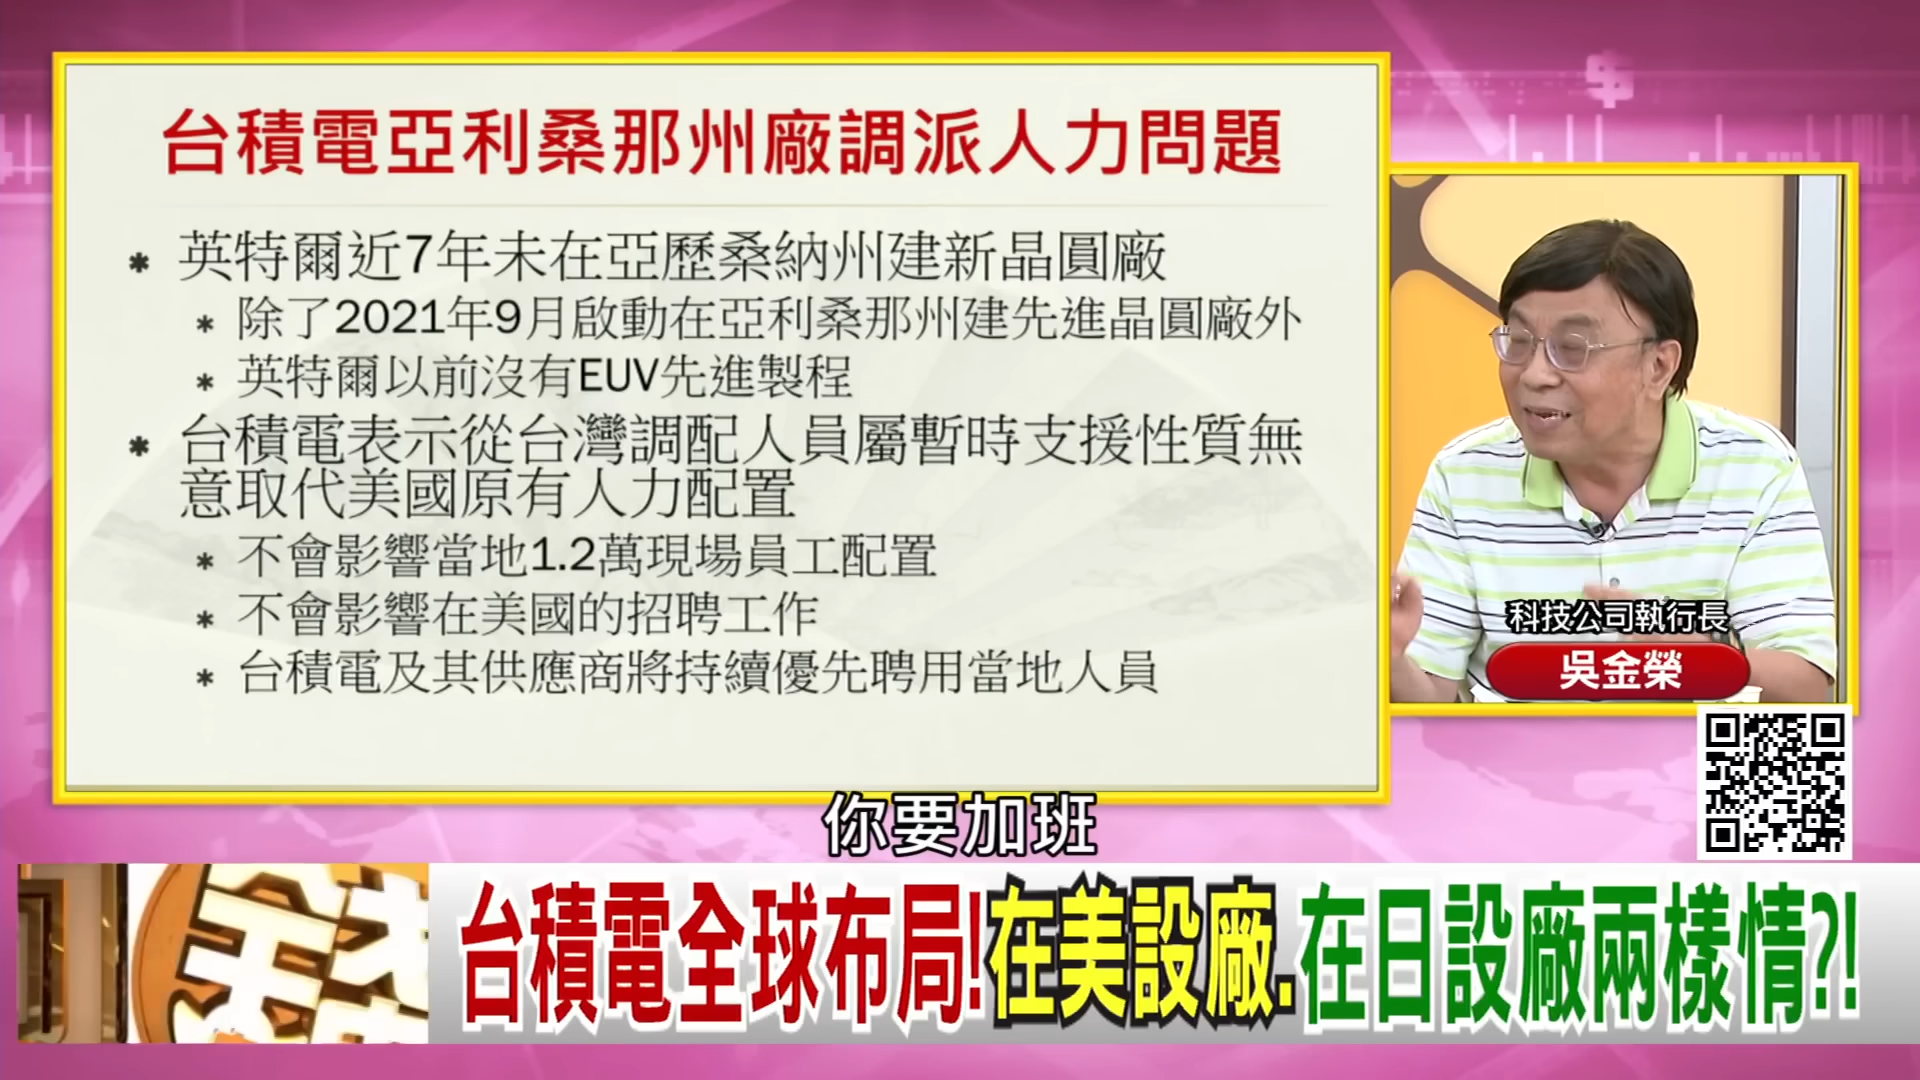 台積電亞利桑那州廠調派人力問題
* 英特爾近7年未在亞歷桑納州建新晶圓廠
* 除了2021年9月啟動在亞利桑那州建先進晶圓廠外
* 英特爾以前沒有EUV先進製程
* 台積電表示從台灣調配人員屬暫時支援性質無
意取代美國原有人力配置
* 不會影響當地1.2萬現場員工配置
* 不會影響在美國的招聘工作
* 台積電及其供應商將持續優先聘用當地人員
科技公司執行長
吳金榮
你要加班
台積電全球布局!在美設廠.在日設廠兩樣情?!